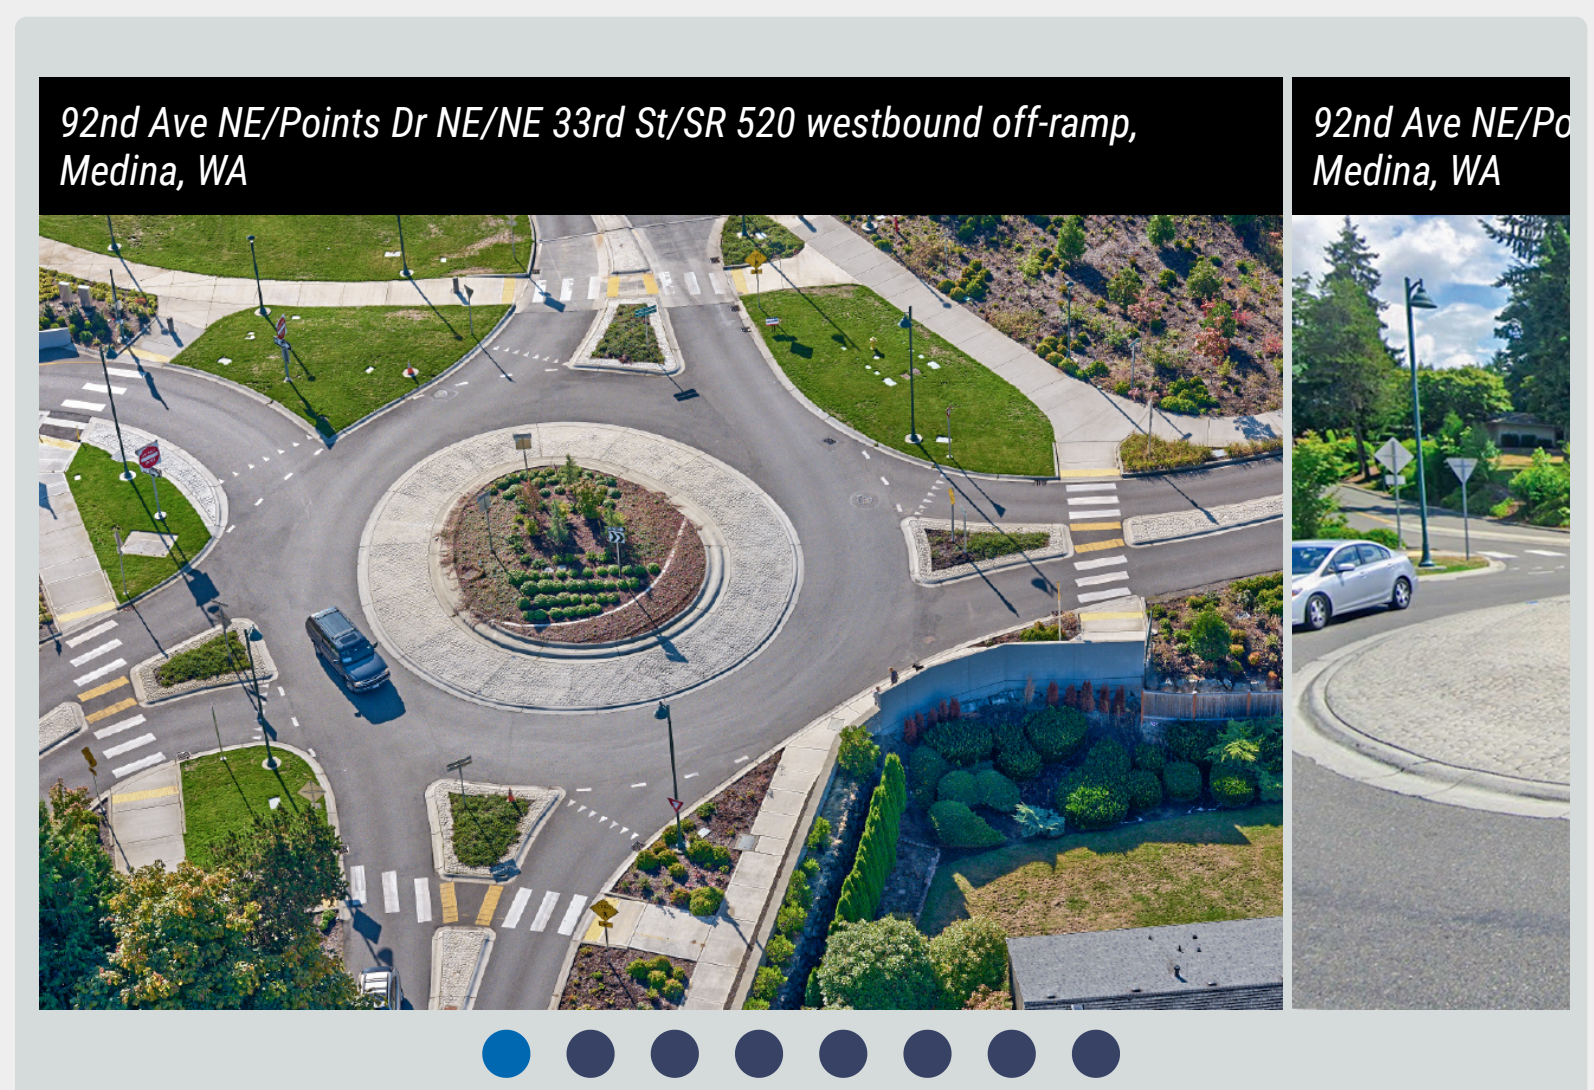 92nd Ave NE/Points Dr NE/NE 33rd St/SR 520 westbound off-ramp,
Medina, WA
92nd Ave NE/Po
Medina, WA